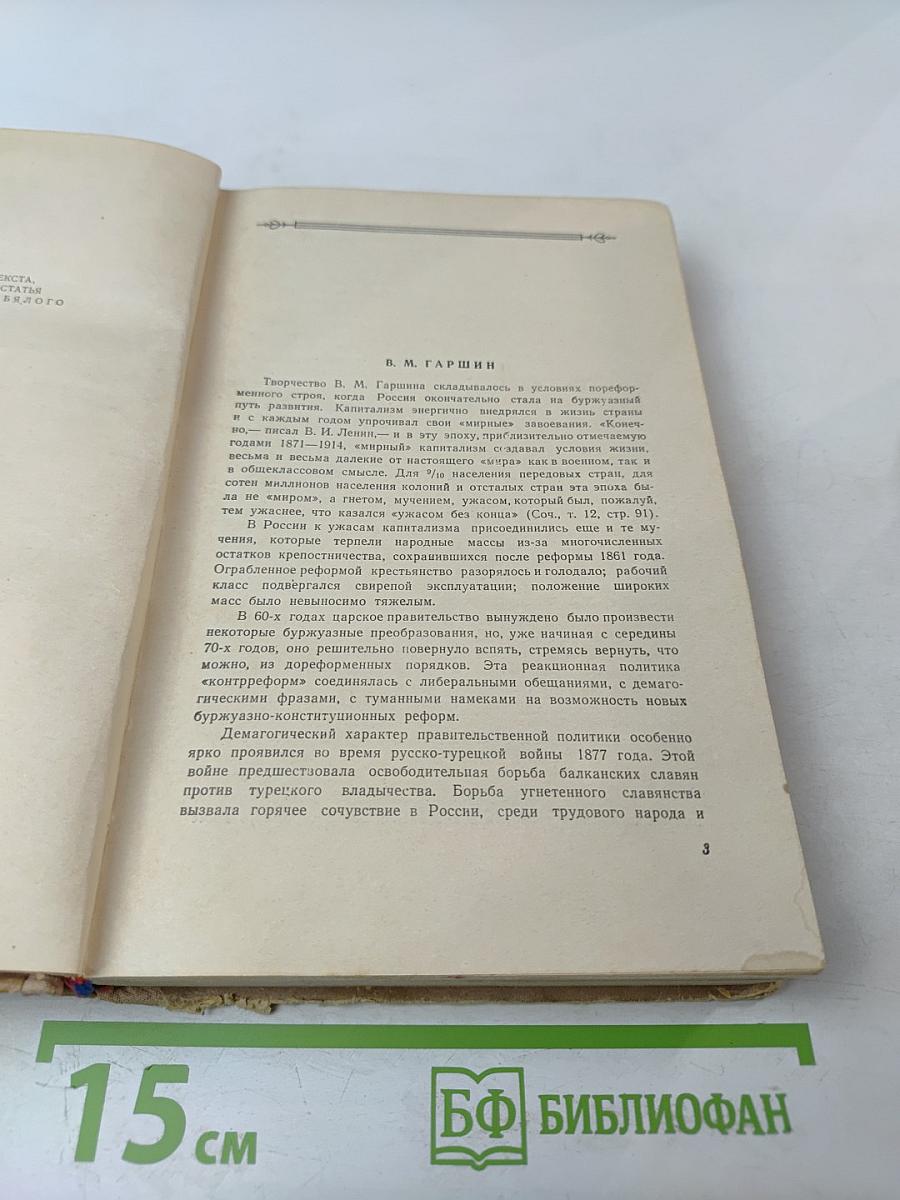 ЕКСТА,
СТАТЬЯ
БЯЛОГО
В. М. ГАРШИН
Творчество В. М. Гаршина складывалось в условиях порефор-
менного строя, когда Россия окончательно стала на буржуазный
путь развития. Капитализм энергично внедрялся в жизнь страны
и с каждым годом упрочивал свои «мирные» завоевания. «Конеч-
но,— писал В. И. Ленин,— и в эту эпоху, приблизительно отмечаемую
годами 1871—1914, «мирный» капитализм создавал условия жизни,
весьма и весьма далекие от настоящего «мира» как в военном, так и
в общеклассовом смысле. Для 9/10 населения передовых стран, для
сотен миллионов населения колоний и отсталых стран эта эпоха бы-
ла не «миром», а гнетом, мучением, ужасом, который был, пожалуй,
тем ужаснее, что казался «ужасом без конца» (Соч., т. 12, стр. 91).
В России к ужасам капитализма присоединились еще и те му-
чения, которые терпели народные массы из-за многочисленных
остатков крепостничества, сохранившихся после реформы 1861 года.
Ограбленное реформой крестьянство разорялось и голодало; рабочий
класс подвергался свирепой эксплуатации; положение широких
масс было невыносимо тяжелым.
В 60-х годах царское правительство вынуждено было произвести
некоторые буржуазные преобразования, но, уже начиная с середины
70-х годов, оно решительно повернуло вспять, стремясь вернуть, что
можно, из дореформенных порядков. Эта реакционная политика
«контрреформ» соединялась с либеральными обещаниями, с демаго-
гическими фразами, с туманными намеками на возможность новых
буржуазно-конституционных реформ.
Демагогический характер правительственной политики особенно
ярко проявился во время русско-турецкой войны 1877 года. Этой
войне предшествовала освободительная борьба балканских славян
против турецкого владычества. Борьба угнетенного славянства
вызвала горячее сочувствие в России, среди трудового народа и
3
15 см
БФ БИБЛИОФАН